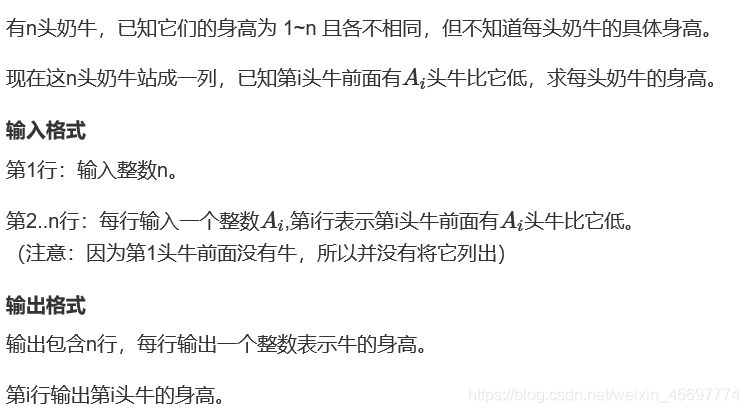 有n头奶牛，已知它们的身高为 1~n 且各不相同，但不知道每头奶牛的具体身高。
现在这n头奶牛站成一列，已知第i头牛前面有Aᵢ头牛比它低，求每头奶牛的身高。
输入格式
第1行：输入整数n。
第2..n行：每行输入一个整数Aᵢ,第i行表示第i头牛前面有Aᵢ头牛比它低。
（注意：因为第1头牛前面没有牛，所以并没有将它列出）
输出格式
输出包含n行，每行输出一个整数表示牛的身高。
第i行输出第i头牛的身高。
https://blog.csdn.net/weixin_45697774